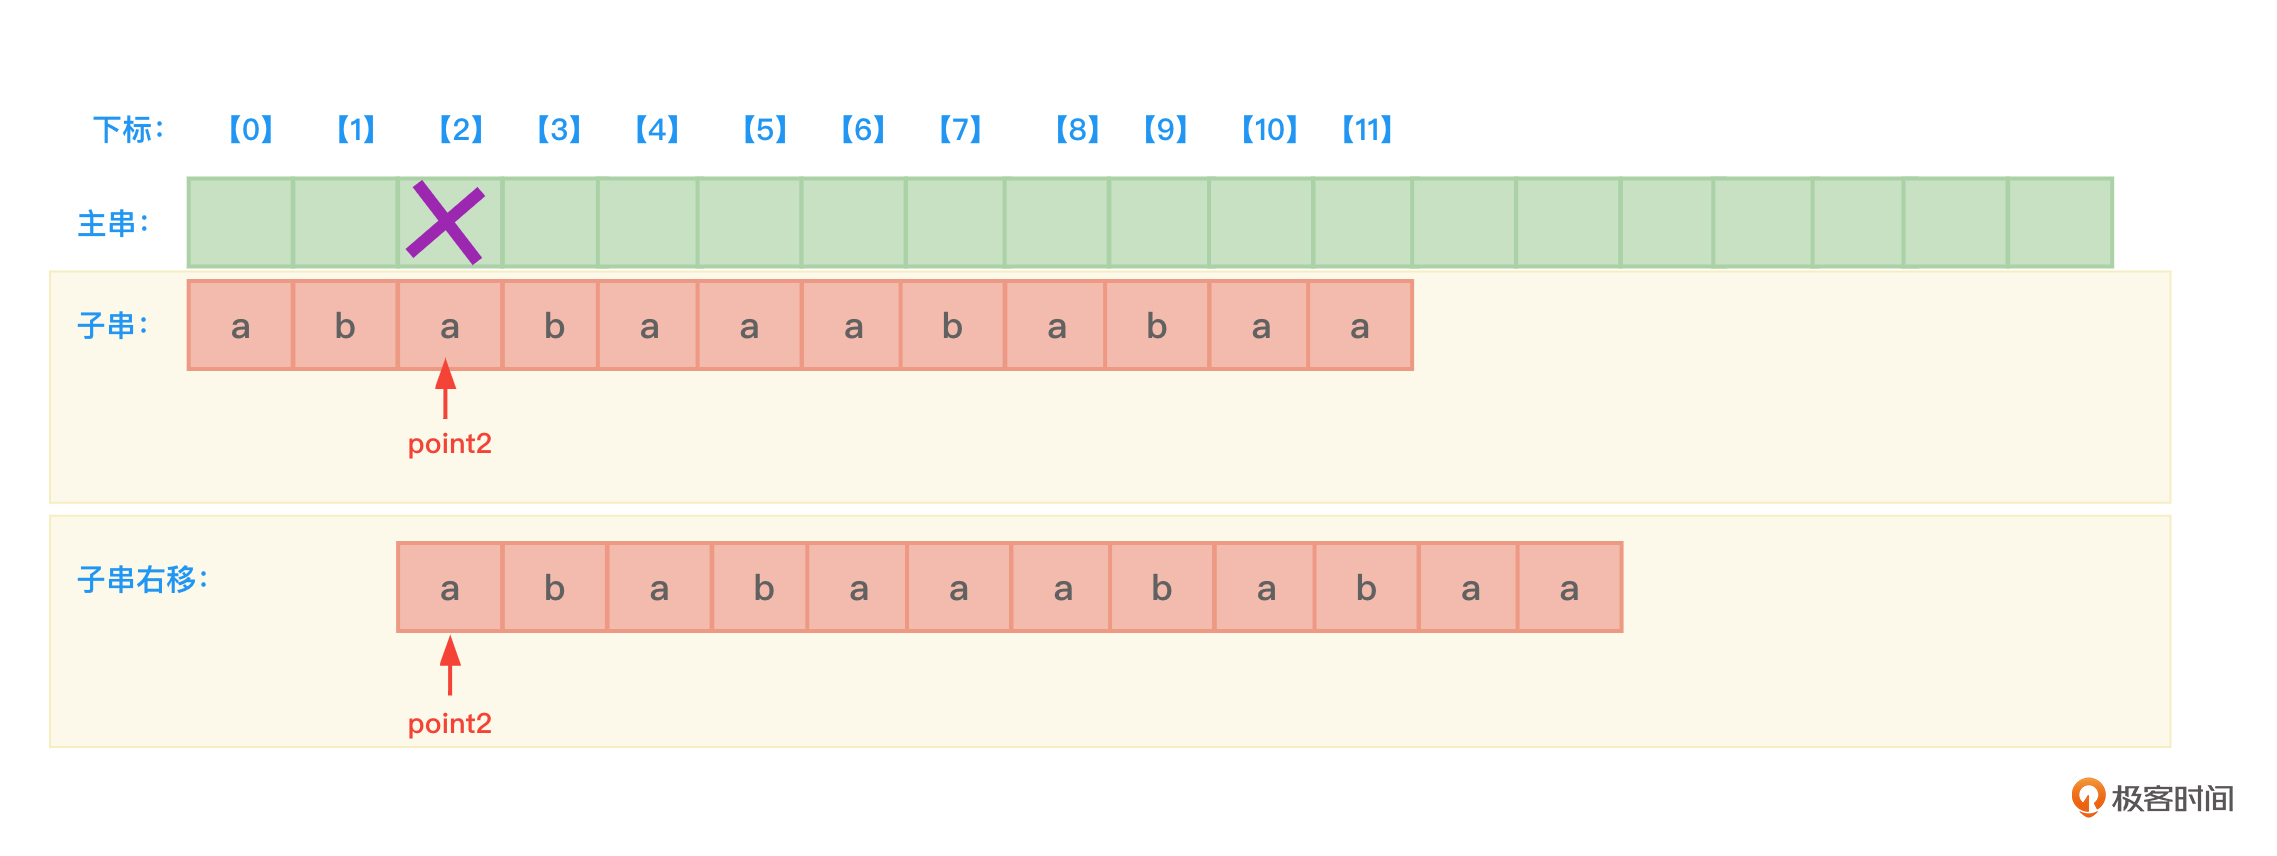 下标： 【0】 【1】 【2】 【3】 【4】 【5】 【6】 【7】 【8】 【9】 【10】 【11】
主串：
子串： a b a b a a a b a b a a
point2
子串右移： a b a b a a a b a b a a
point2
极客时间